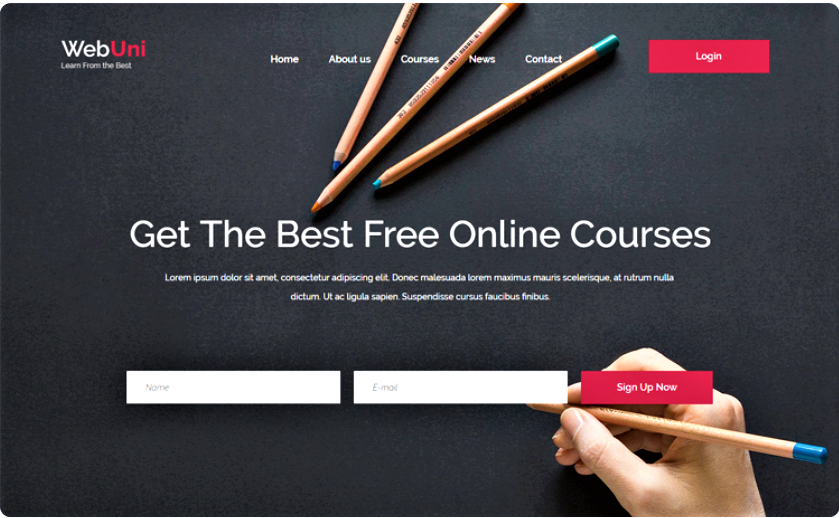 WebUni
Learn From the Best
Home About us Courses News Contact
Login
Get The Best Free Online Courses
Lorem ipsum dolor sit amet, consectetur adipiscing elit. Donec malesuada lorem maximus mauris scelerisque, at rutrum nulla
dictum. Ut ac ligula sapien. Suspendisse cursus faucibus finibus.
Name
E-mail
Sign Up Now